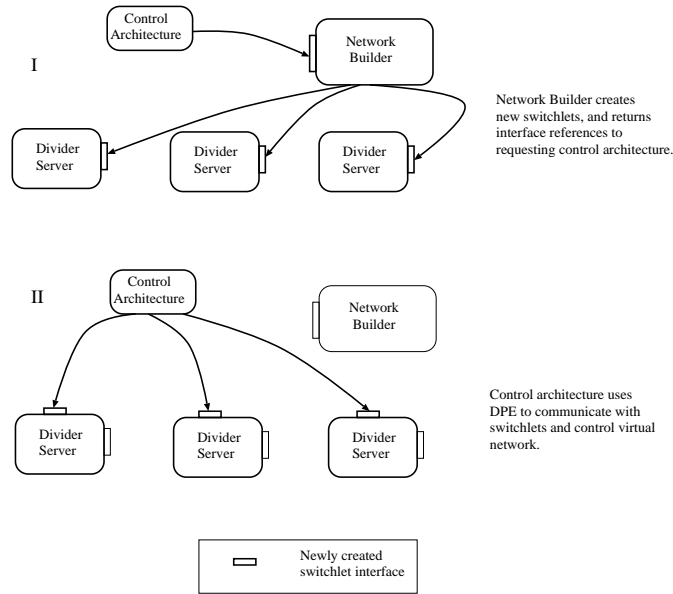 Control
Architecture
Network
Builder
I
Network Builder creates
new switchlets, and returns
interface references to
requesting control architecture.
Divider
Server
Divider
Server
Divider
Server
II
Control
Architecture
Network
Builder
Control architecture uses
DPE to communicate with
switchlets and control virtual
network.
Divider
Server
Divider
Server
Divider
Server
Newly created
switchlet interface